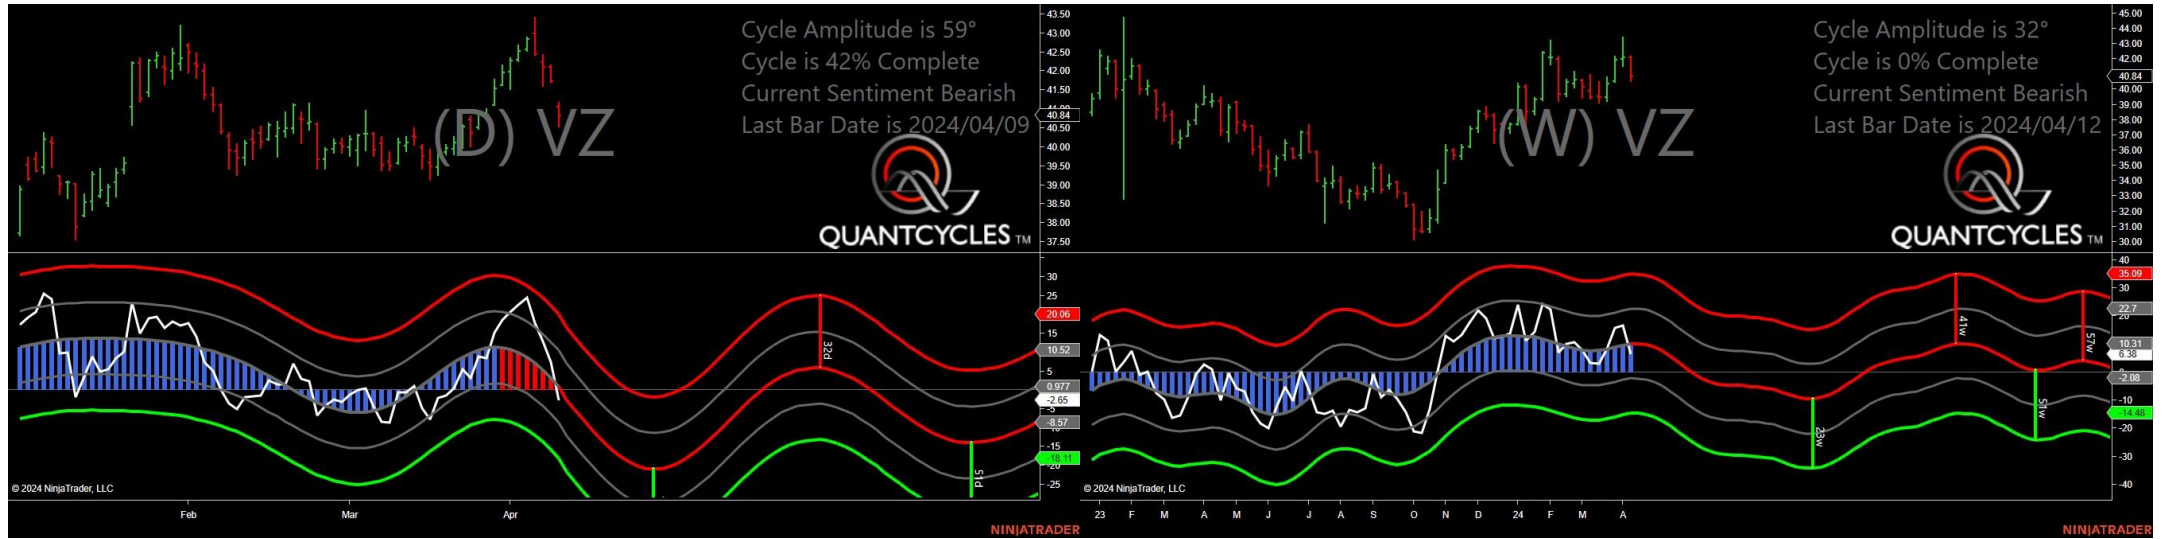 Cycle Amplitude is 59°
Cycle is 42% Complete
Current Sentiment Bearish
Last Bar Date is 2024/04/09
(D) VZ
QUANTCYCLES TM
43.50
43.00
42.50
42.00
41.50
40.84
40.50
40.00
39.50
39.00
38.50
38.00
37.50
30
25
20.06
15
10.52
5
0.977
-2.65
-5
-8.57
-15
-18.11
-20
-25
32d
51d
© 2024 NinjaTrader, LLC
Feb Mar Apr
NINJATRADER
Cycle Amplitude is 32°
Cycle is 0% Complete
Current Sentiment Bearish
Last Bar Date is 2024/04/12
(W) VZ
QUANTCYCLES TM
45.00
44.00
43.00
42.00
40.84
40.00
39.00
38.00
37.00
36.00
35.00
34.00
33.00
32.00
31.00
30.00
40
35.09
30
22.7
20
10.31
6.38
-2.08
-10
-14.48
-20
-30
-40
23w
41w
51w
57w
© 2024 NinjaTrader, LLC
23 F M A M J J A S O N D 24 F M A
NINJATRADER